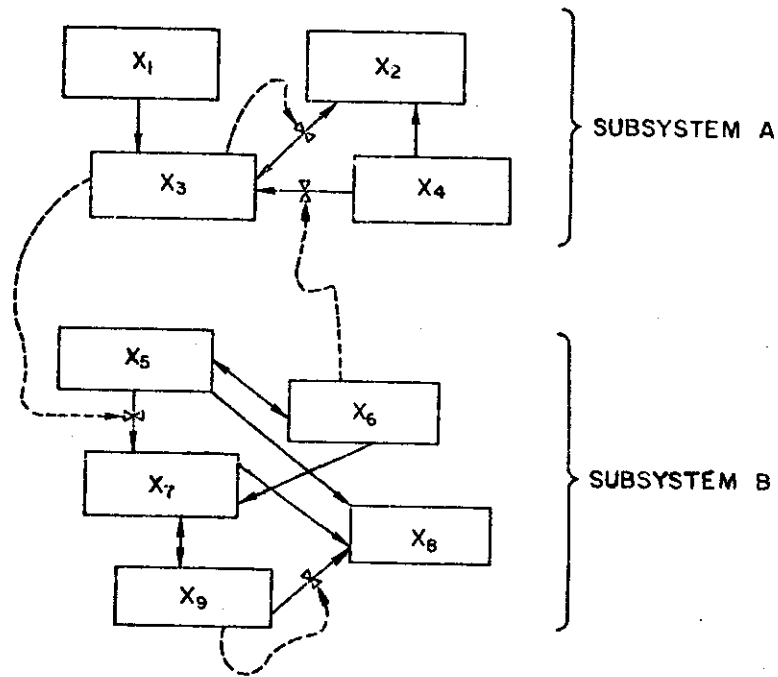 X₁
X₂
SUBSYSTEM A
X₃
X₄
X₅
X₆
X₇
SUBSYSTEM B
X₈
X₉